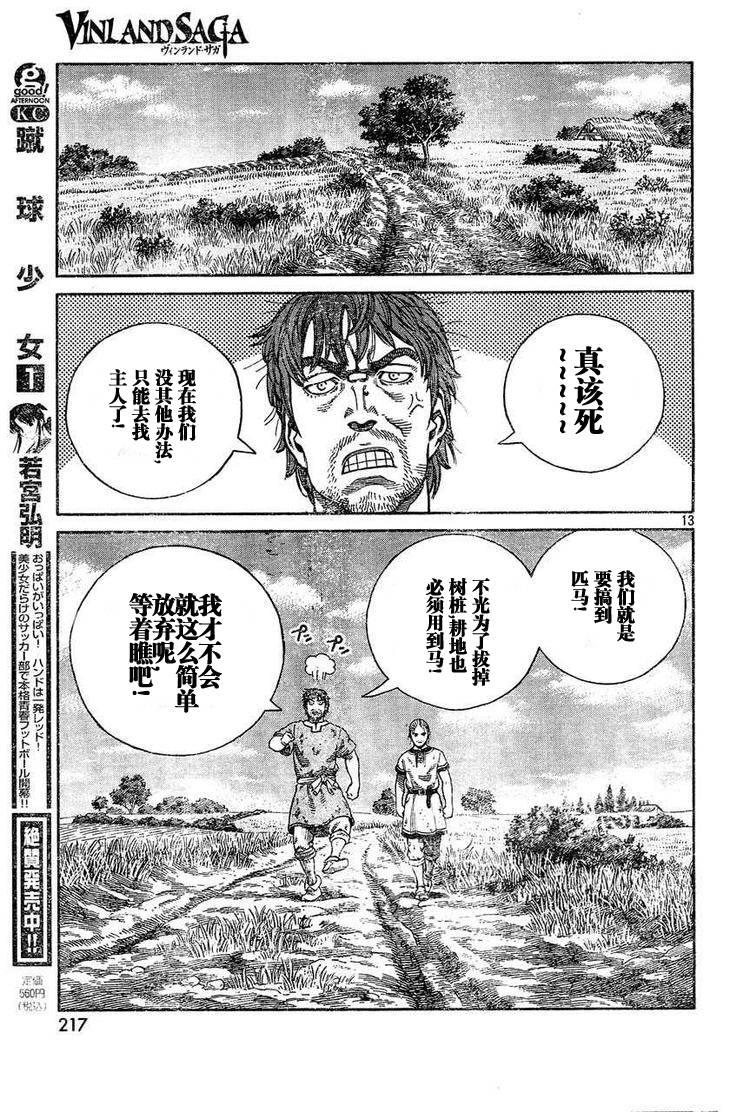 VINLAND SAGA
ヴィンランド・サガ
good!
AFTERNOON
KC
蹴球少女
1
若宮弘明
おっぱいがいっぱい! ハンドは一発レッド!
美少女だらけのサッカー部で本格青春フットボール開幕!!
絶賛発売中!!
定価
560円
(税込)
真该死
~~~~~
现在我们
没其他办法,
只能去找
主人了!
13
我们就是
要搞到
匹马!
不光为了拔掉
树桩,耕地也
必须用到马!
我才不会
就这么简单
放弃呢,
等着瞧吧!
217